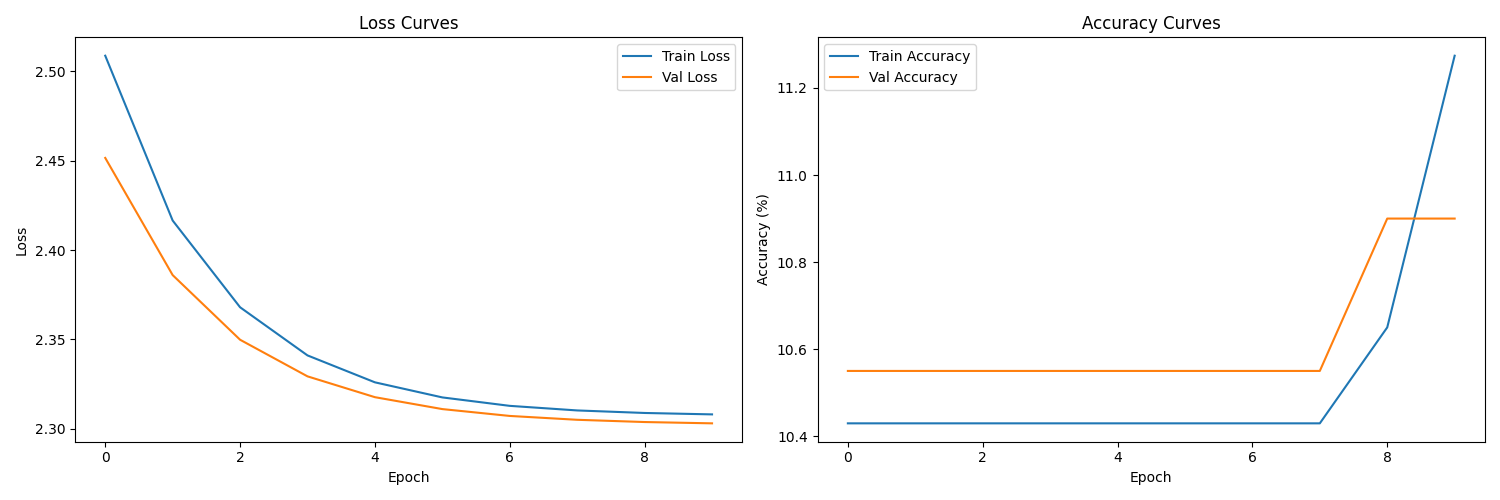 Loss Curves
Train Loss
Val Loss
2.50
2.45
2.40
2.35
2.30
Loss
0 2 4 6 8
Epoch
Accuracy Curves
Train Accuracy
Val Accuracy
11.2
11.0
10.8
10.6
10.4
Accuracy (%)
0 2 4 6 8
Epoch